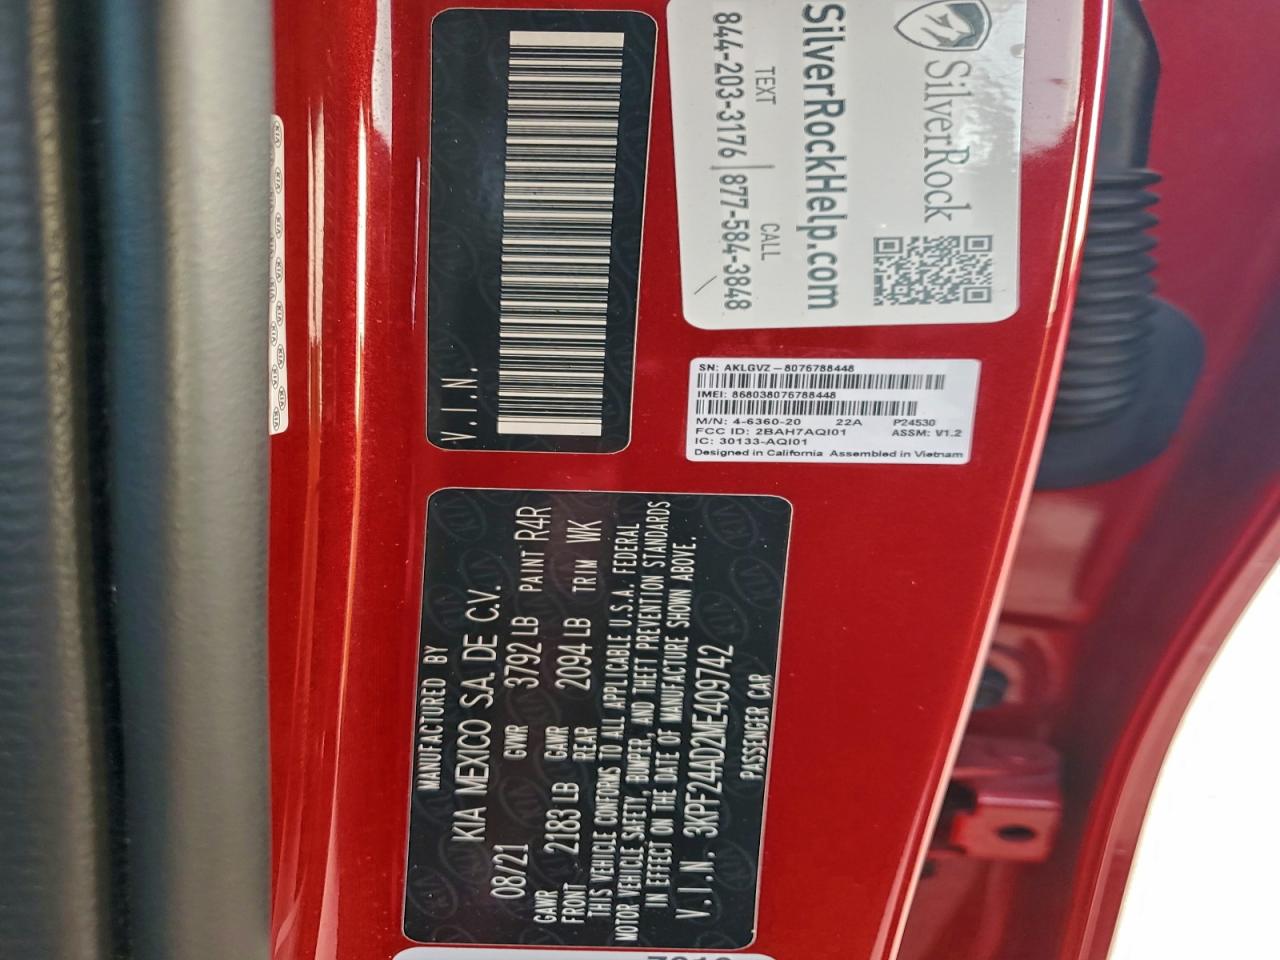 SilverRock
SilverRockHelp.com
TEXT CALL
844-203-3176 | 877-584-3848
V.I.N.
SN: AKLGVZ-8076788448
IMEI: 868038076788448
M/N: 4-6360-20 22A P24530
FCC ID: 2BAH7AQI01 ASSM: V1.2
IC: 30133-AQI01
Designed in California Assembled in Vietnam
MANUFACTURED BY
KIA MEXICO S.A. DE C.V.
08/21 GVWR 3792 LB PAINT R4R
GAWR FRONT 2183 LB GAWR REAR 2094 LB TRIM WK
THIS VEHICLE CONFORMS TO ALL APPLICABLE U.S.A. FEDERAL
MOTOR VEHICLE SAFETY, BUMPER, AND THEFT PREVENTION STANDARDS
IN EFFECT ON THE DATE OF MANUFACTURE SHOWN ABOVE.
V.I.N. 3KPF24AD2ME409742
PASSENGER CAR